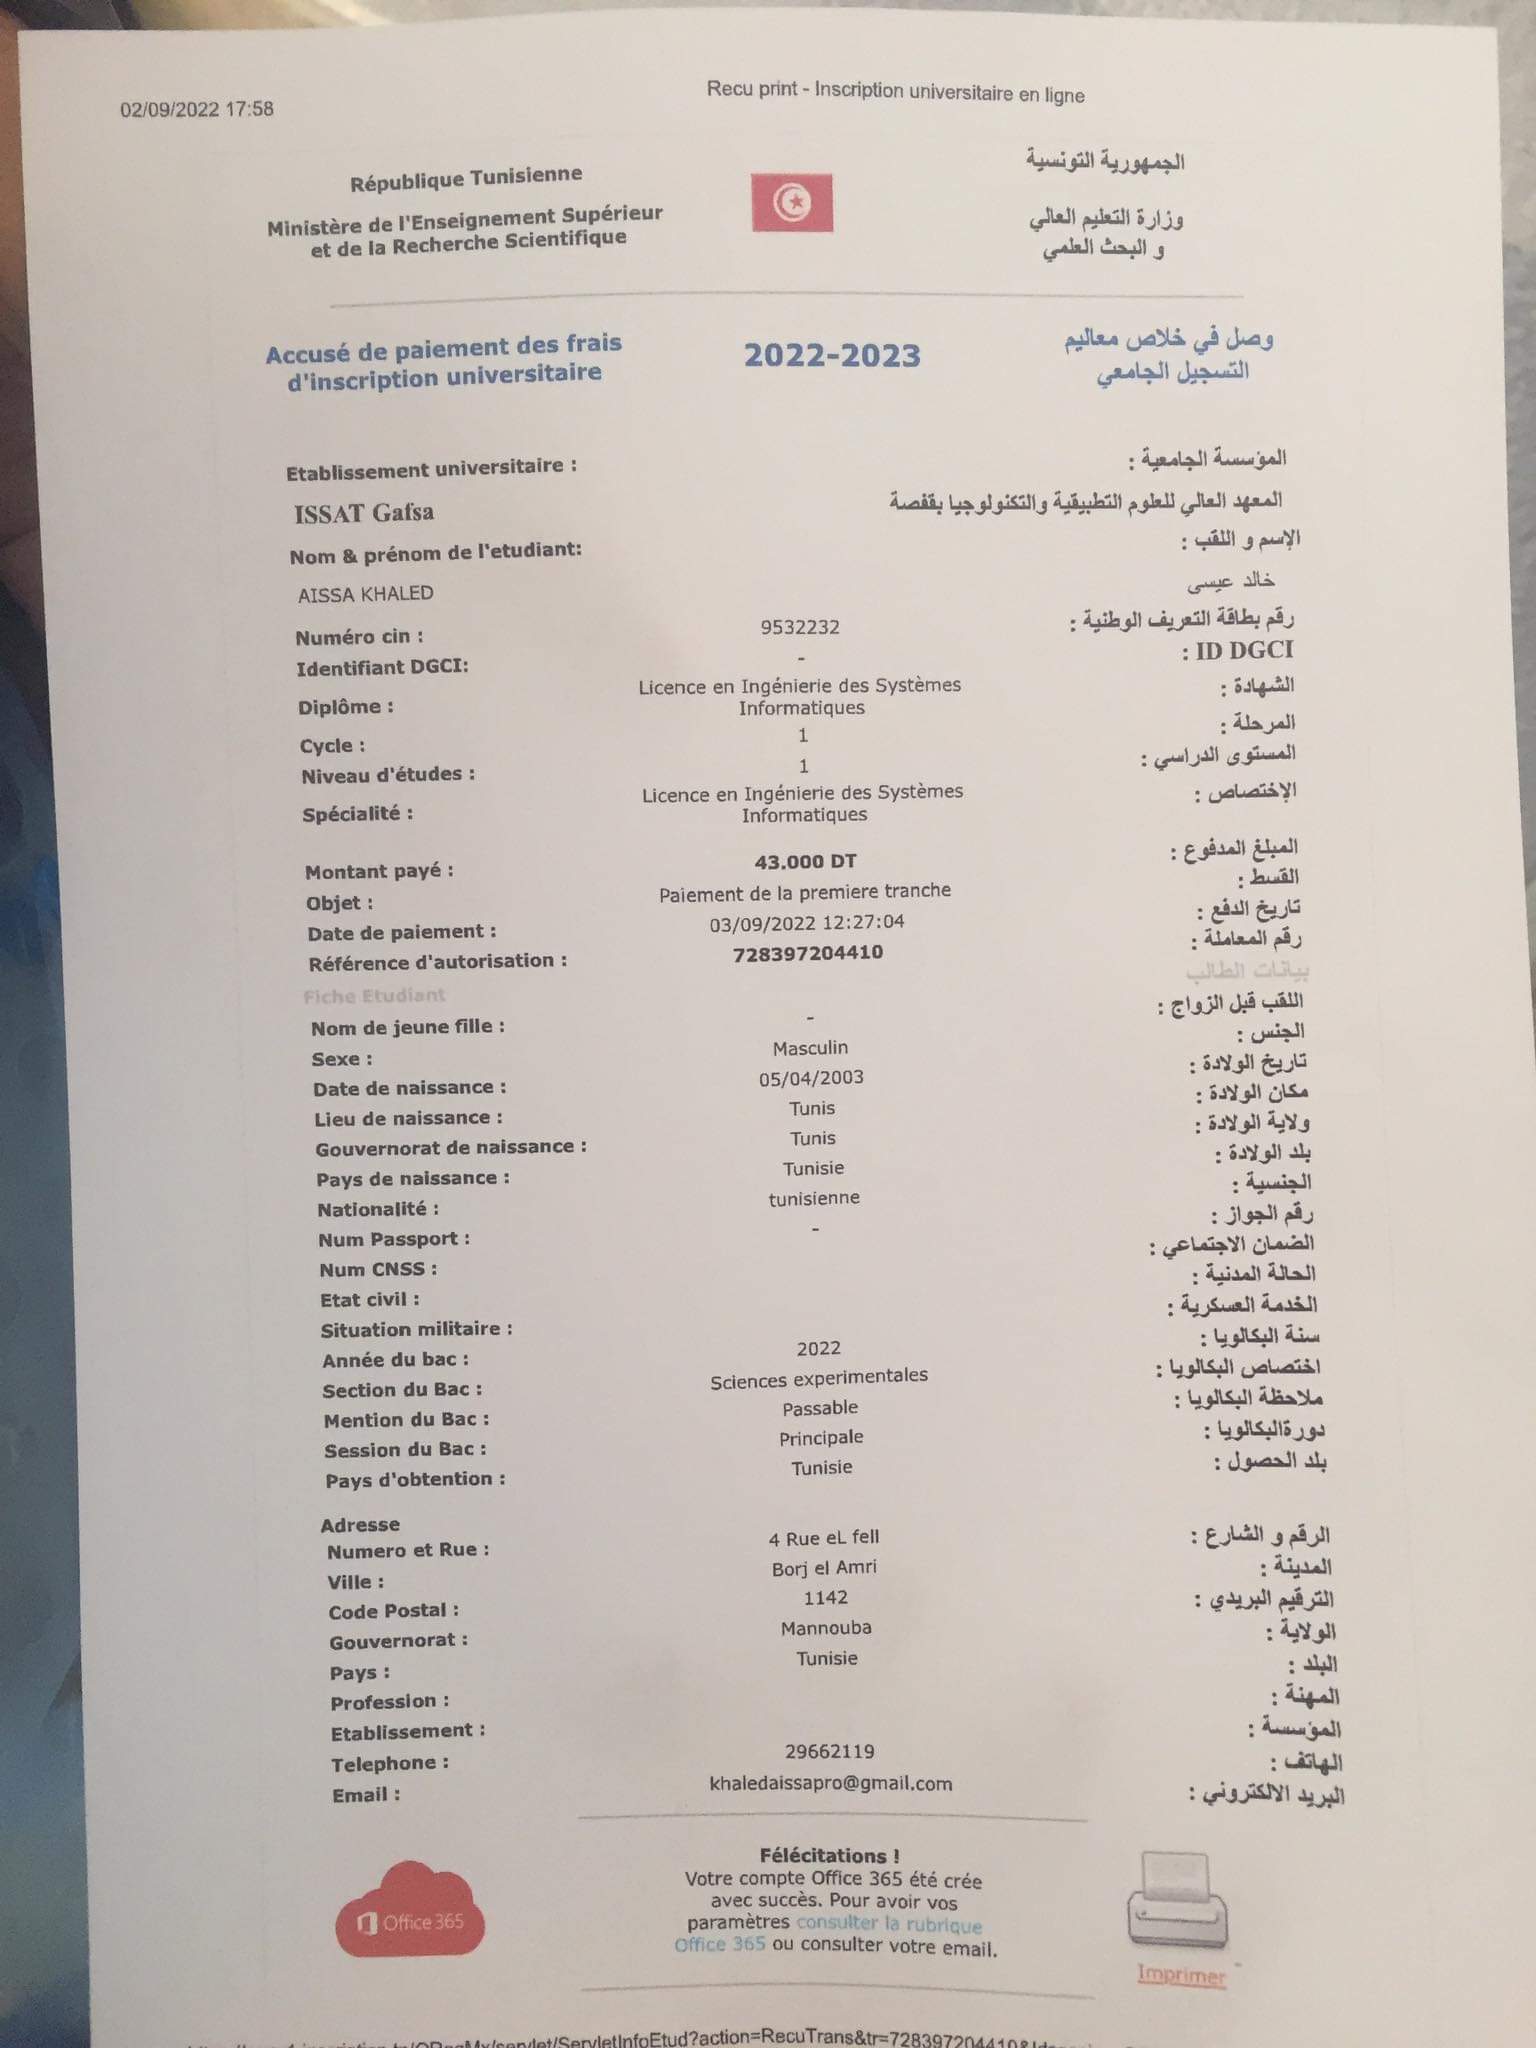 02/09/2022 17:58
Recu print - Inscription universitaire en ligne
République Tunisienne
الجمهورية التونسية
Ministère de l'Enseignement Supérieur
et de la Recherche Scientifique
وزارة التعليم العالي
و البحث العلمي
Accusé de paiement des frais
d'inscription universitaire
2022-2023
وصل في خلاص معاليم
التسجيل الجامعي
Etablissement universitaire :
المؤسسة الجامعية :
ISSAT Gafsa
المعهد العالي للعلوم التطبيقية والتكنولوجيا بقفصة
Nom & prénom de l'etudiant:
الإسم و اللقب :
AISSA KHALED
خالد عيسى
Numéro cin : 9532232 رقم بطاقة التعريف الوطنية :
Identifiant DGCI: - ID DGCI :
Diplôme : Licence en Ingénierie des Systèmes الشهادة :
Informatiques
Cycle : 1 المرحلة :
Niveau d'études : 1 المستوى الدراسي :
Spécialité : Licence en Ingénierie des Systèmes الإختصاص :
Informatiques
Montant payé : 43.000 DT المبلغ المدفوع :
Objet : Paiement de la premiere tranche القسط :
Date de paiement : 03/09/2022 12:27:04 تاريخ الدفع :
Référence d'autorisation : 728397204410 رقم المعاملة :
Fiche Etudiant بيانات الطالب
Nom de jeune fille : - اللقب قبل الزواج :
Sexe : Masculin الجنس :
Date de naissance : 05/04/2003 تاريخ الولادة :
Lieu de naissance : Tunis مكان الولادة :
Gouvernorat de naissance : Tunis ولاية الولادة :
Pays de naissance : Tunisie بلد الولادة :
Nationalité : tunisienne الجنسية :
Num Passport : - رقم الجواز :
Num CNSS : الضمان الاجتماعي :
Etat civil : الحالة المدنية :
Situation militaire : الخدمة العسكرية :
Année du bac : 2022 سنة البكالويا :
Section du Bac : Sciences experimentales اختصاص البكالويا :
Mention du Bac : Passable ملاحظة البكالويا :
Session du Bac : Principale دورةالبكالويا :
Pays d'obtention : Tunisie بلد الحصول :
Adresse
Numero et Rue : 4 Rue eL fell الرقم و الشارع :
Ville : Borj el Amri المدينة :
Code Postal : 1142 الترقيم البريدي :
Gouvernorat : Mannouba الولاية :
Pays : Tunisie البلد :
Profession : المهنة :
Etablissement : المؤسسة :
Telephone : 29662119 الهاتف :
Email : khaledaissapro@gmail.com البريد الالكتروني :
Office 365
Félécitations !
Votre compte Office 365 été crée
avec succès. Pour avoir vos
paramètres consulter la rubrique
Office 365 ou consulter votre email.
Imprimer
/servlet/ServletInfoEtud?action=RecuTrans&tr=728397204410&